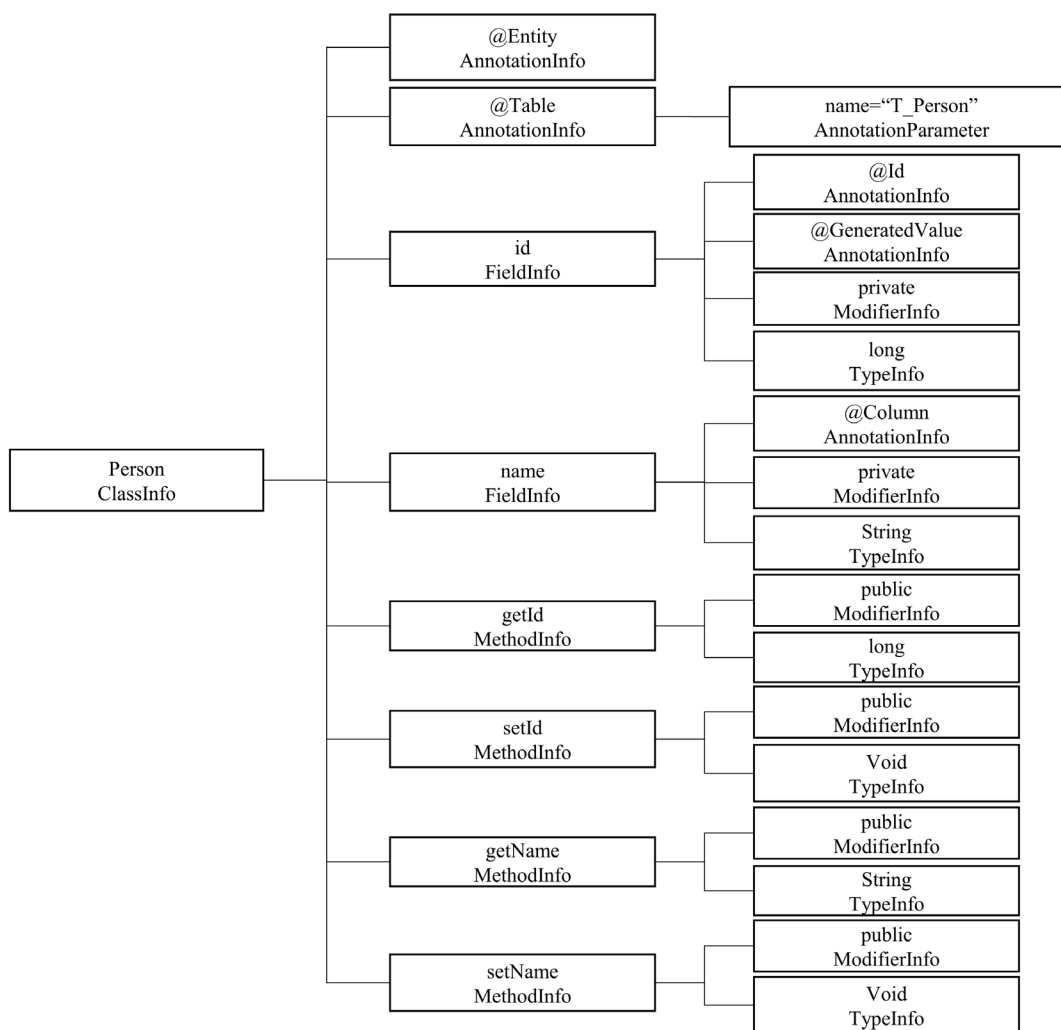 @Entity
AnnotationInfo
@Table
AnnotationInfo
name=“T_Person”
AnnotationParameter
@Id
AnnotationInfo
@GeneratedValue
AnnotationInfo
id
FieldInfo
private
ModifierInfo
long
TypeInfo
@Column
AnnotationInfo
Person
ClassInfo
name
FieldInfo
private
ModifierInfo
String
TypeInfo
getId
MethodInfo
public
ModifierInfo
long
TypeInfo
setId
MethodInfo
public
ModifierInfo
Void
TypeInfo
getName
MethodInfo
public
ModifierInfo
String
TypeInfo
setName
MethodInfo
public
ModifierInfo
Void
TypeInfo